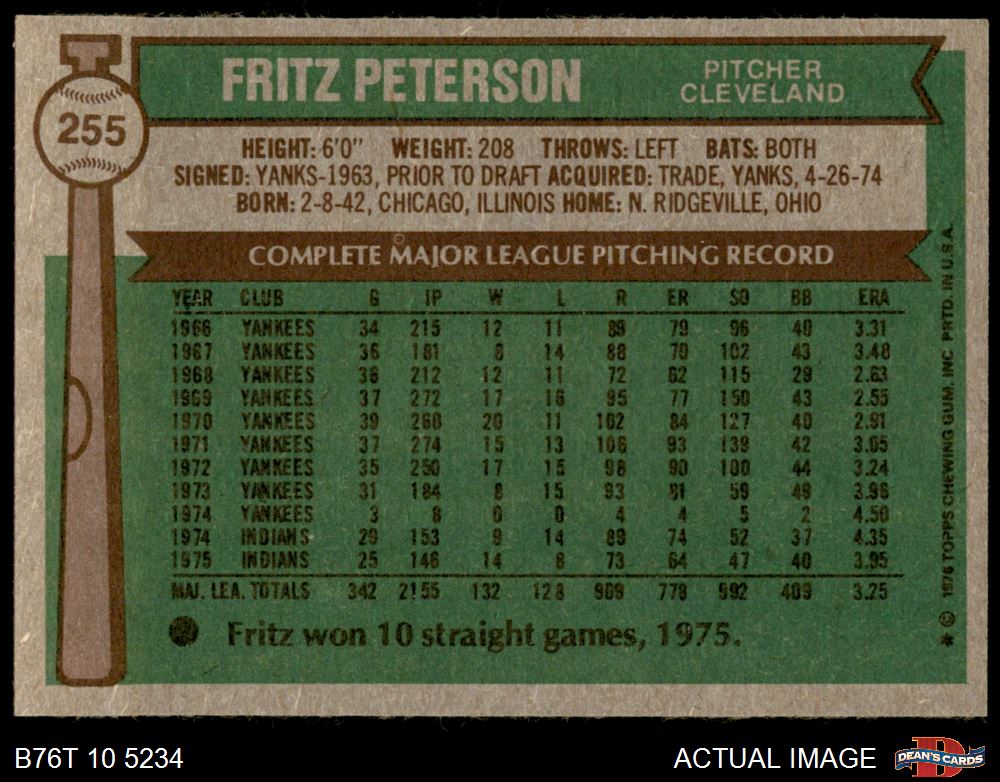 FRITZ PETERSON
PITCHER
CLEVELAND
255
HEIGHT: 6'0" WEIGHT: 208 THROWS: LEFT BATS: BOTH
SIGNED: YANKS-1963, PRIOR TO DRAFT ACQUIRED: TRADE, YANKS, 4-26-74
BORN: 2-8-42, CHICAGO, ILLINOIS HOME: N. RIDGEVILLE, OHIO
COMPLETE MAJOR LEAGUE PITCHING RECORD
YEAR CLUB G IP W L R ER SO BB ERA
1966 YANKEES 34 215 12 11 89 79 96 40 3.31
1967 YANKEES 36 181 8 14 88 70 102 43 3.48
1968 YANKEES 36 212 12 11 72 62 115 29 2.63
1969 YANKEES 37 272 17 16 95 77 150 43 2.55
1970 YANKEES 39 260 20 11 102 84 127 40 2.91
1971 YANKEES 37 274 15 13 106 93 139 42 3.05
1972 YANKEES 35 250 17 15 98 90 100 44 3.24
1973 YANKEES 31 184 8 15 93 81 59 49 3.96
1974 YANKEES 3 8 0 0 4 4 5 2 4.50
1974 INDIANS 29 153 9 14 89 74 52 37 4.35
1975 INDIANS 25 146 14 8 73 64 47 40 3.95
MAJ. LEA. TOTALS 342 2155 132 128 909 778 992 409 3.25
Fritz won 10 straight games, 1975.
* © 1976 TOPPS CHEWING GUM, INC. PRTD. IN U.S.A.
B76T 10 5234
ACTUAL IMAGE
D
DEAN'S CARDS